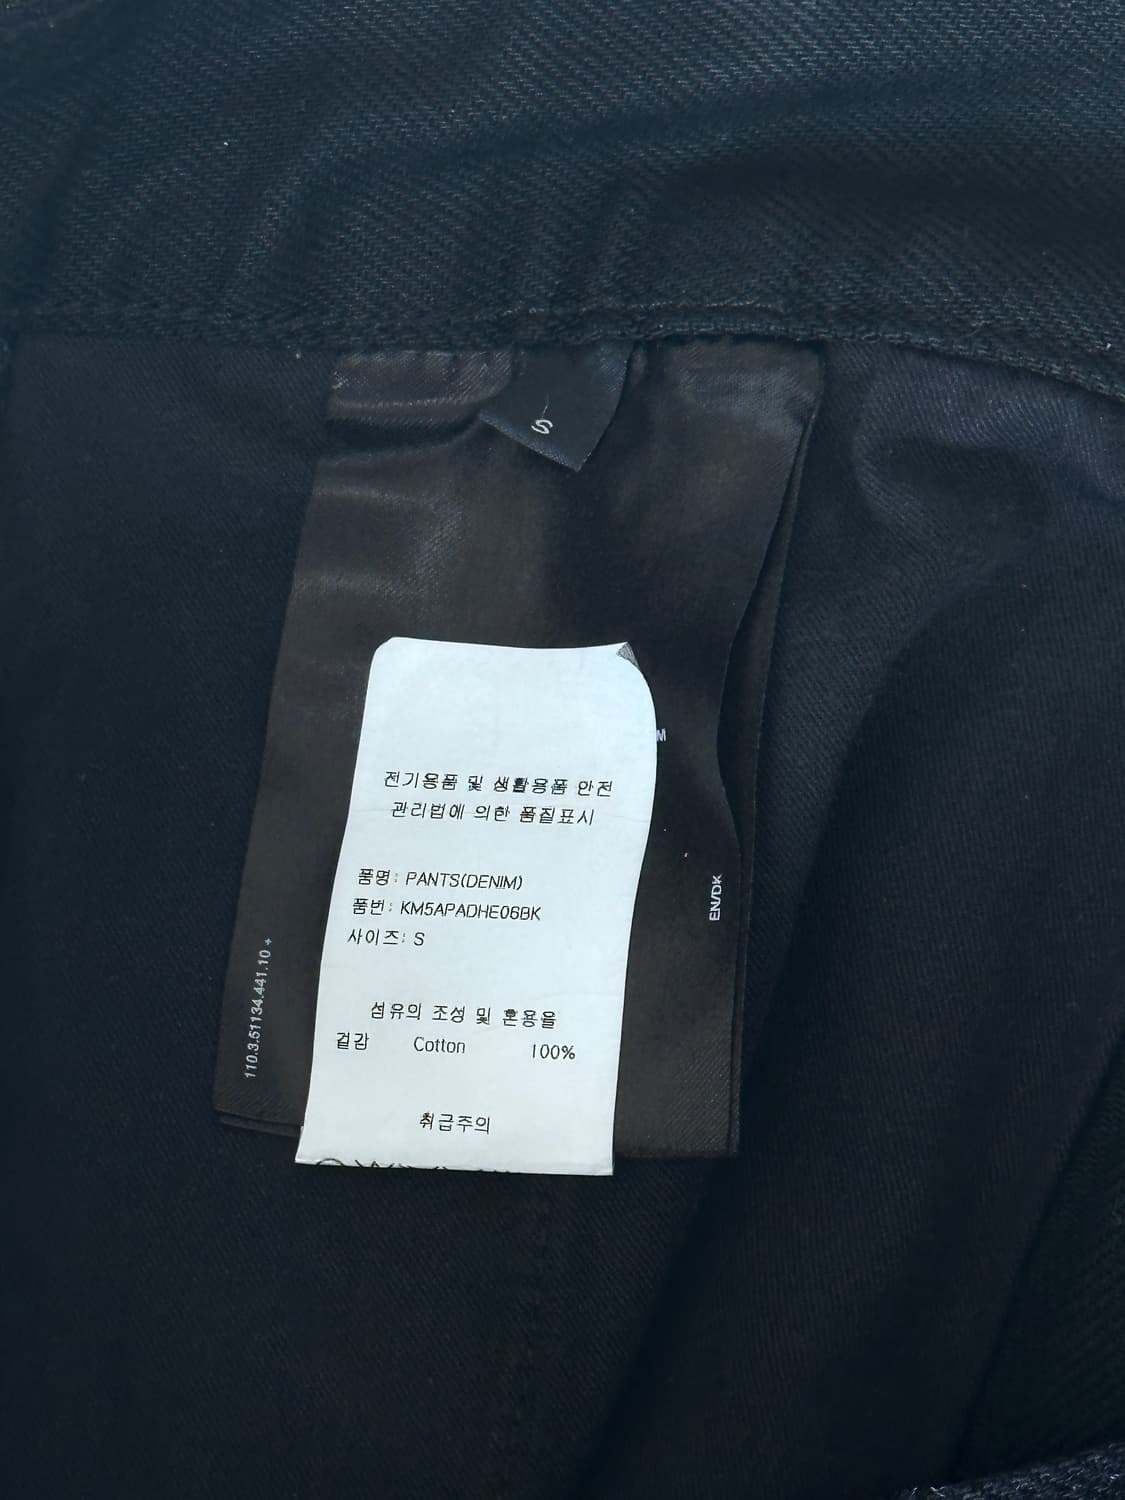 S
M
전기용품 및 생활용품 안전
관리법에 의한 품질표시
품명: PANTS(DENIM)
품번: KM5APADHE06BK
사이즈: S
EN/DK
110.3.51134.441.10 +
섬유의 조성 및 혼용율
겉감 Cotton 100%
취급주의